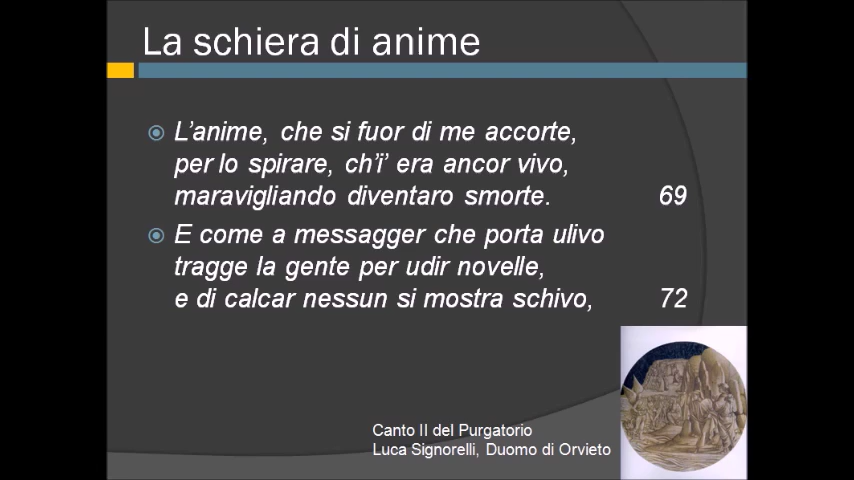 La schiera di anime
L'anime, che si fuor di me accorte,
per lo spirare, ch'i' era ancor vivo,
maravigliando diventaro smorte. 69
E come a messagger che porta ulivo
tragge la gente per udir novelle,
e di calcar nessun si mostra schivo, 72
Canto II del Purgatorio
Luca Signorelli, Duomo di Orvieto